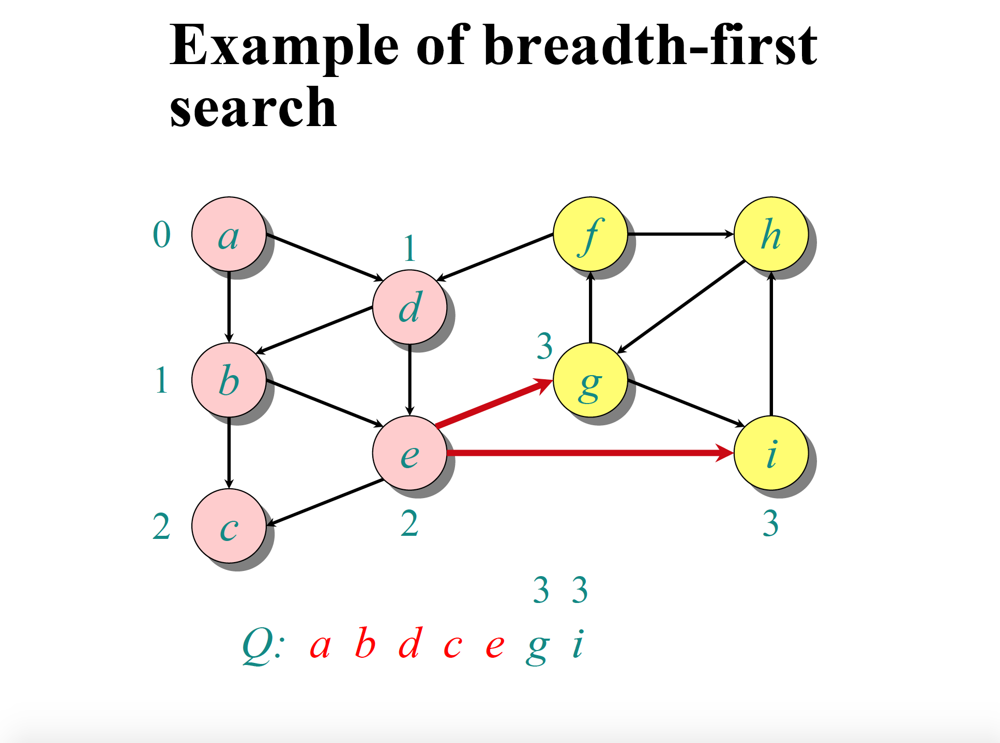 Example of breadth-first
search
0
a
f
h
1
d
3
1
b
g
e
i
2
c
2
3
3 3
Q: a b d c e g i